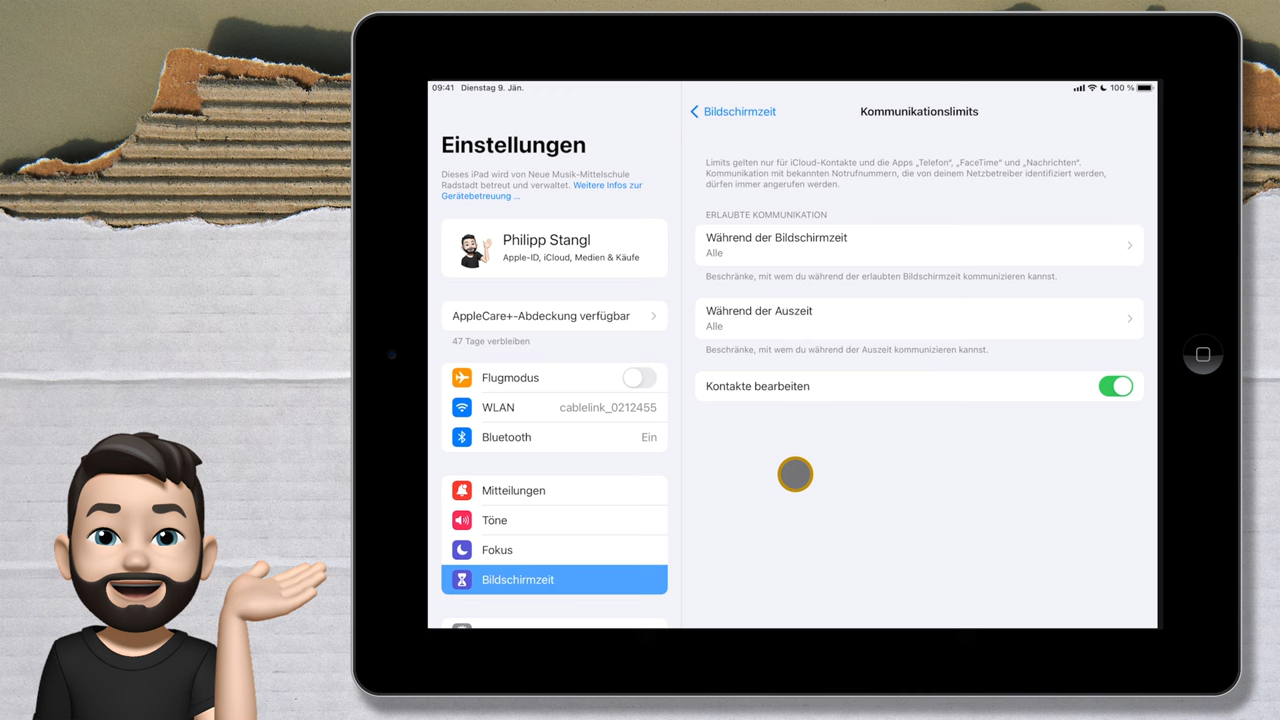 09:41 Dienstag 9. Jän.
100 %
Einstellungen
Dieses iPad wird von Neue Musik-Mittelschule
Radstadt betreut und verwaltet. Weitere Infos zur
Gerätebetreuung ...
Philipp Stangl
Apple-ID, iCloud, Medien & Käufe
AppleCare+-Abdeckung verfügbar
47 Tage verbleiben
Flugmodus
WLAN cablelink_0212455
Bluetooth Ein
Mitteilungen
Töne
Fokus
Bildschirmzeit
Bildschirmzeit
Kommunikationslimits
Limits gelten nur für iCloud-Kontakte und die Apps „Telefon“, „FaceTime“ und „Nachrichten“.
Kommunikation mit bekannten Notrufnummern, die von deinem Netzbetreiber identifiziert werden,
dürfen immer angerufen werden.
ERLAUBTE KOMMUNIKATION
Während der Bildschirmzeit
Alle
Beschränke, mit wem du während der erlaubten Bildschirmzeit kommunizieren kannst.
Während der Auszeit
Alle
Beschränke, mit wem du während der Auszeit kommunizieren kannst.
Kontakte bearbeiten